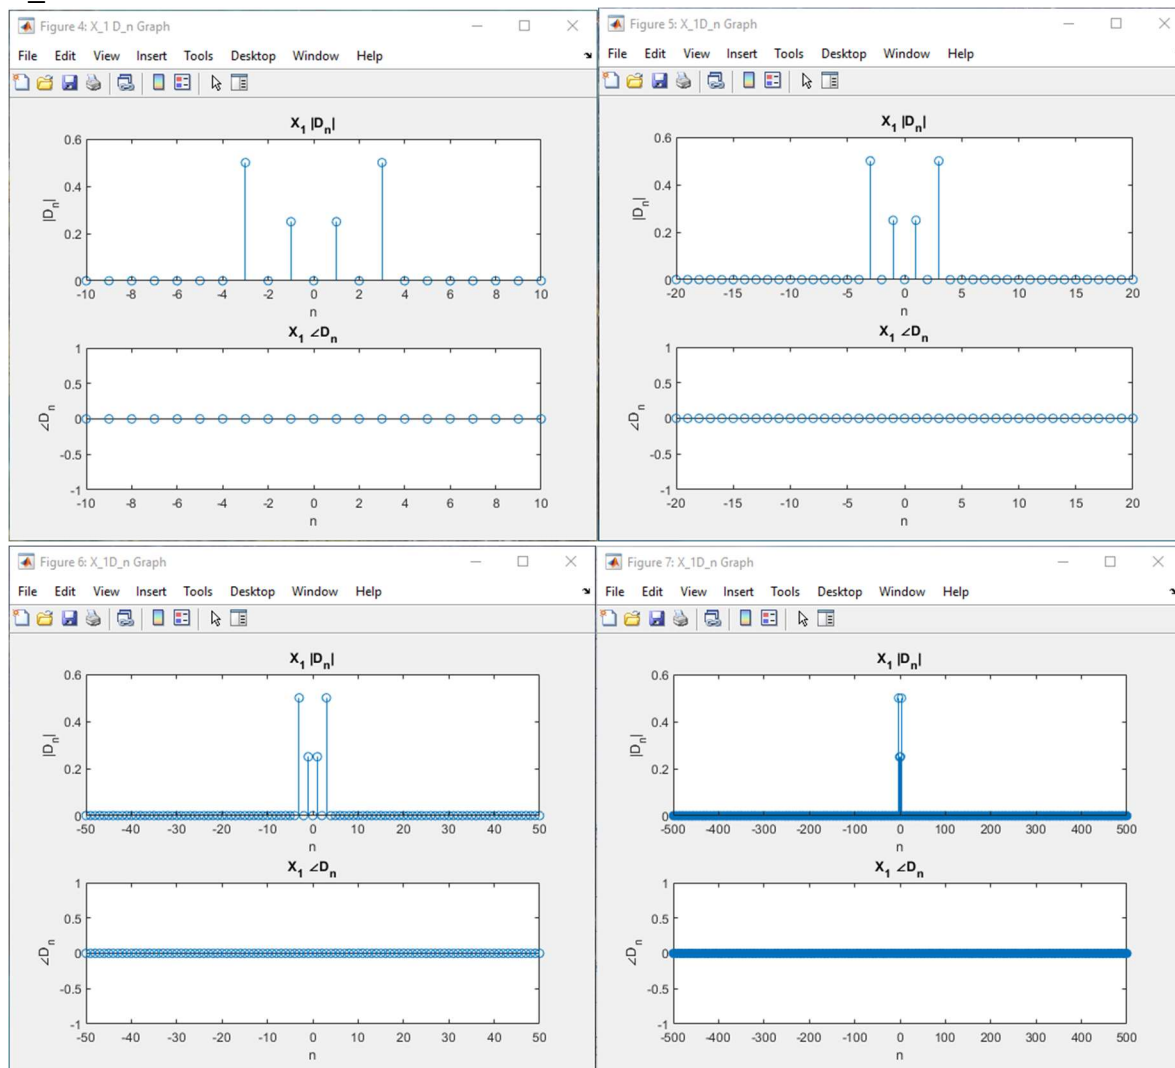 Figure 4: X_1 D_n Graph
File Edit View Insert Tools Desktop Window Help
X1 |Dn|
0.6
0.4
0.2
0
|Dn|
-10 -8 -6 -4 -2 0 2 4 6 8 10
n
X1 ∠Dn
1
0.5
0
-0.5
-1
∠Dn
-10 -8 -6 -4 -2 0 2 4 6 8 10
n
Figure 5: X_1D_n Graph
File Edit View Insert Tools Desktop Window Help
X1 |Dn|
0.6
0.4
0.2
0
|Dn|
-20 -15 -10 -5 0 5 10 15 20
n
X1 ∠Dn
1
0.5
0
-0.5
-1
∠Dn
-20 -15 -10 -5 0 5 10 15 20
n
Figure 6: X_1D_n Graph
File Edit View Insert Tools Desktop Window Help
X1 |Dn|
0.6
0.4
0.2
0
|Dn|
-50 -40 -30 -20 -10 0 10 20 30 40 50
n
X1 ∠Dn
1
0.5
0
-0.5
-1
∠Dn
-50 -40 -30 -20 -10 0 10 20 30 40 50
n
Figure 7: X_1D_n Graph
File Edit View Insert Tools Desktop Window Help
X1 |Dn|
0.6
0.4
0.2
0
|Dn|
-500 -400 -300 -200 -100 0 100 200 300 400 500
n
X1 ∠Dn
1
0.5
0
-0.5
-1
∠Dn
-500 -400 -300 -200 -100 0 100 200 300 400 500
n